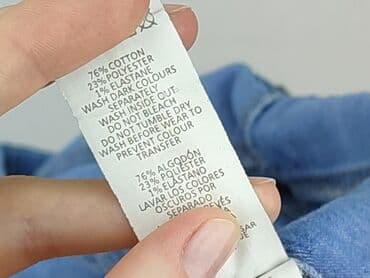 76% COTTON
23% POLYESTER
1% ELASTANE
WASH DARK COLOURS
SEPARATELY
WASH INSIDE OUT
DO NOT BLEACH
DO NOT TUMBLE DRY
WASH BEFORE WEAR TO
PREVENT COLOUR
TRANSFER
76% ALGODÓN
23% POLIÉSTER
1% ELASTANO
LAVAR LOS COLORES
OSCUROS POR
SEPARADO
REVÉS